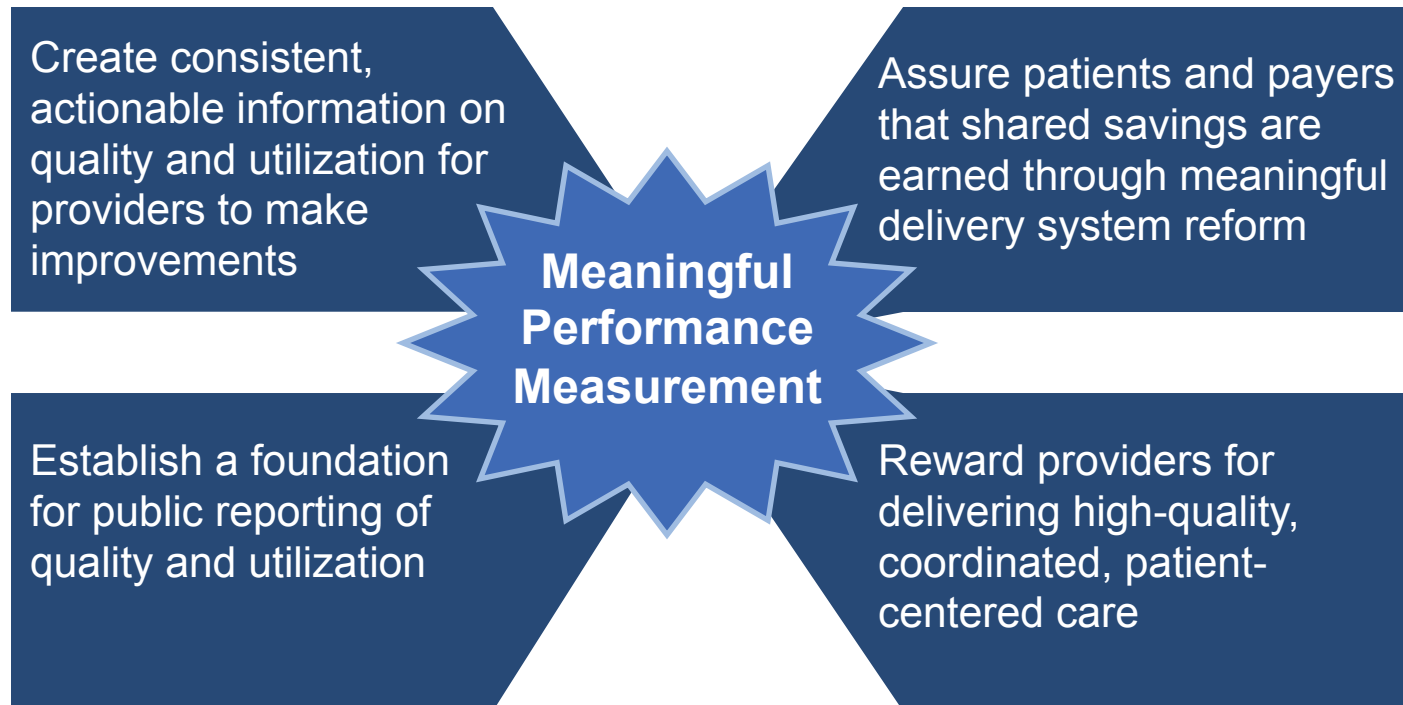 Create consistent,
actionable information on
quality and utilization for
providers to make
improvements
Assure patients and payers
that shared savings are
earned through meaningful
delivery system reform
Meaningful
Performance
Measurement
Establish a foundation
for public reporting of
quality and utilization
Reward providers for
delivering high-quality,
coordinated, patient-
centered care